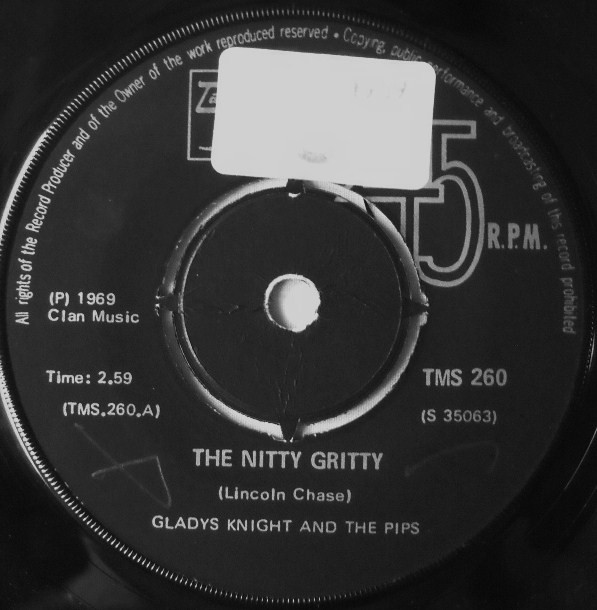 All rights of the Record Producer and of the Owner of the work reproduced reserved • Copying, public performance and broadcasting of this record prohibited
45
R.P.M.
(P) 1969
Clan Music
Time: 2.59
TMS 260
(TMS.260.A)
(S 35063)
THE NITTY GRITTY
(Lincoln Chase)
GLADYS KNIGHT AND THE PIPS